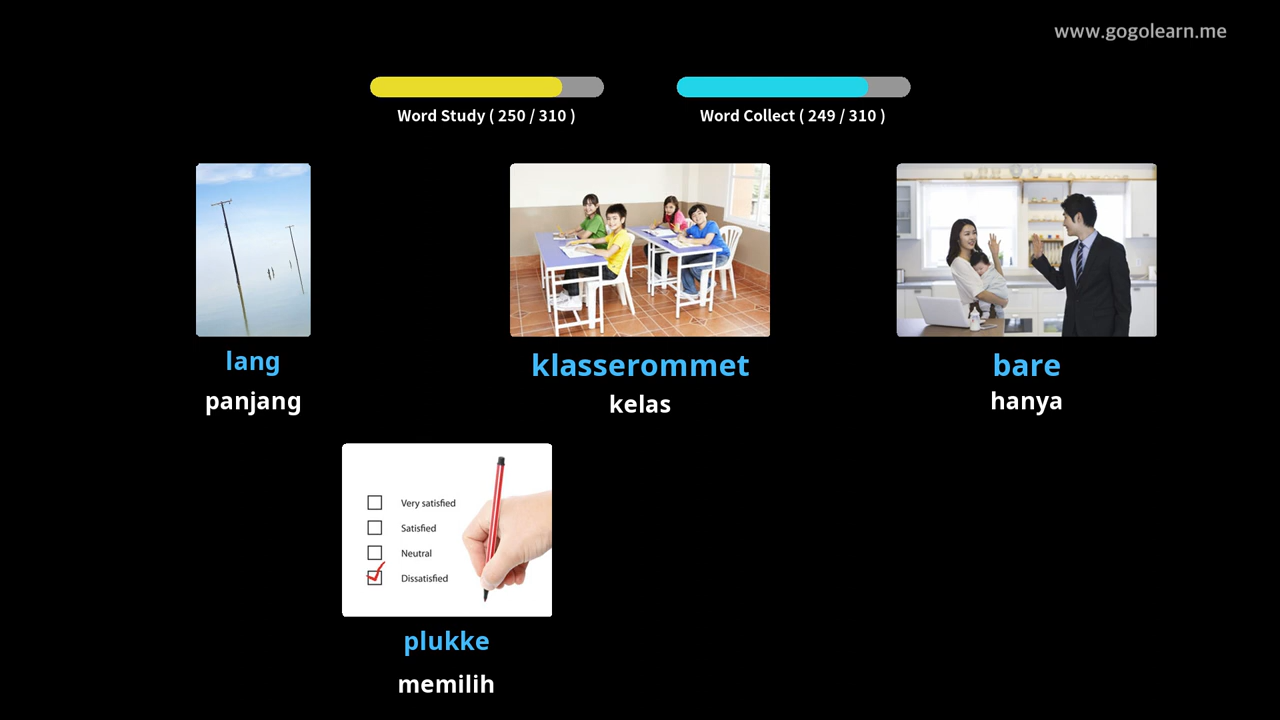 www.gogolearn.me
Word Study ( 250 / 310 )
Word Collect ( 249 / 310 )
lang
panjang
klasserommet
kelas
bare
hanya
Very satisfied
Satisfied
Neutral
Dissatisfied
plukke
memilih